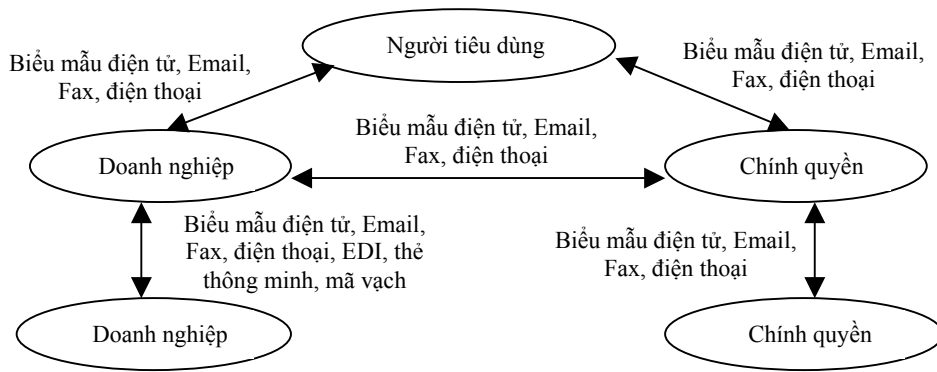 Người tiêu dùng
Biểu mẫu điện tử, Email,
Fax, điện thoại
Biểu mẫu điện tử, Email,
Fax, điện thoại
Biểu mẫu điện tử, Email,
Fax, điện thoại
Doanh nghiệp
Chính quyền
Biểu mẫu điện tử, Email,
Fax, điện thoại, EDI, thẻ
thông minh, mã vạch
Biểu mẫu điện tử, Email,
Fax, điện thoại
Doanh nghiệp
Chính quyền